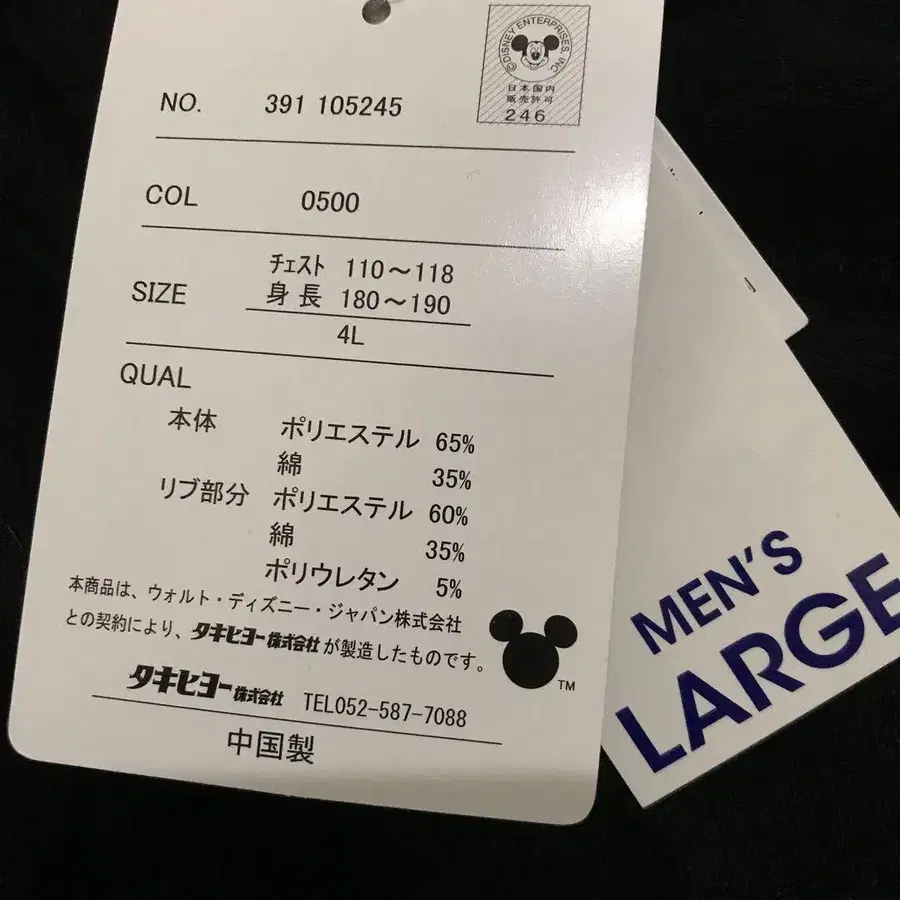 ©DISNEY ENTERPRISES, INC.
日本国内
販売許可
246
NO. 391 105245
COL 0500
チェスト 110～118
SIZE 身長 180～190
4L
QUAL
本体 ポリエステル 65%
綿 35%
リブ部分 ポリエステル 60%
綿 35%
ポリウレタン 5%
本商品は、ウォルト・ディズニー・ジャパン株式会社
との契約により、タキヒヨー株式会社が製造したものです。
TM
タキヒヨー株式会社 TEL052-587-7088
中国製
MEN'S
LARGE